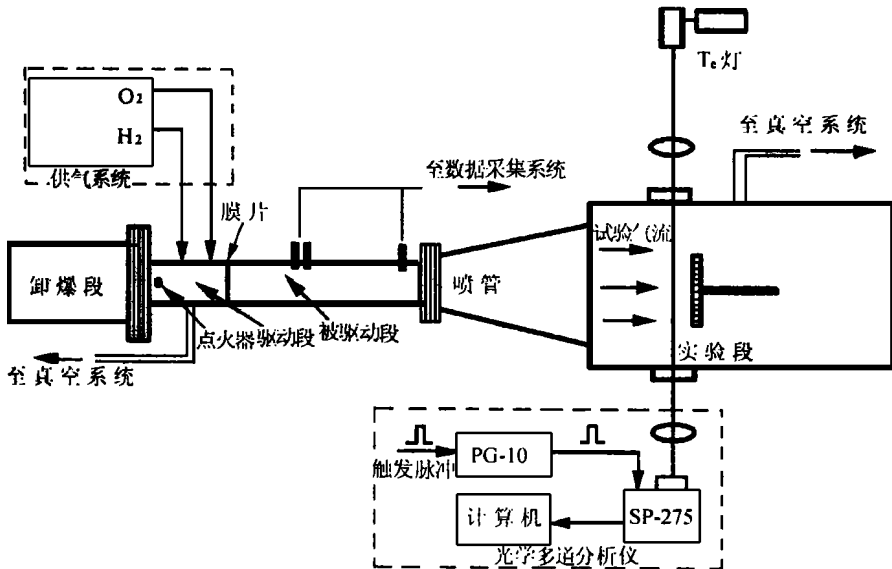 Te灯
O2
H2
供气系统
至真空系统
至数据采集系统
膜片
试验气流
卸爆段
喷管
点火器
驱动段
被驱动段
至真空系统
实验段
触发脉冲
PG-10
计算机
SP-275
光学多道分析仪